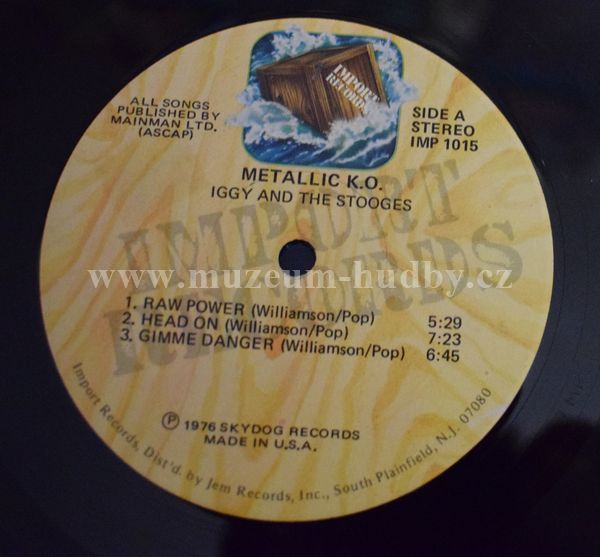 IMPORT
RECORDS
ALL SONGS
PUBLISHED BY
MAINMAN LTD.
(ASCAP)
SIDE A
STEREO
IMP 1015
METALLIC K.O.
IGGY AND THE STOOGES
IMPORT
RECORDS
www.muzeum-hudby.cz
1. RAW POWER (Williamson/Pop) 5:29
2. HEAD ON (Williamson/Pop) 7:23
3. GIMME DANGER (Williamson/Pop) 6:45
Ⓟ 1976 SKYDOG RECORDS
MADE IN U.S.A.
Import Records, Dist'd. by Jem Records, Inc., South Plainfield, N.J. 07080